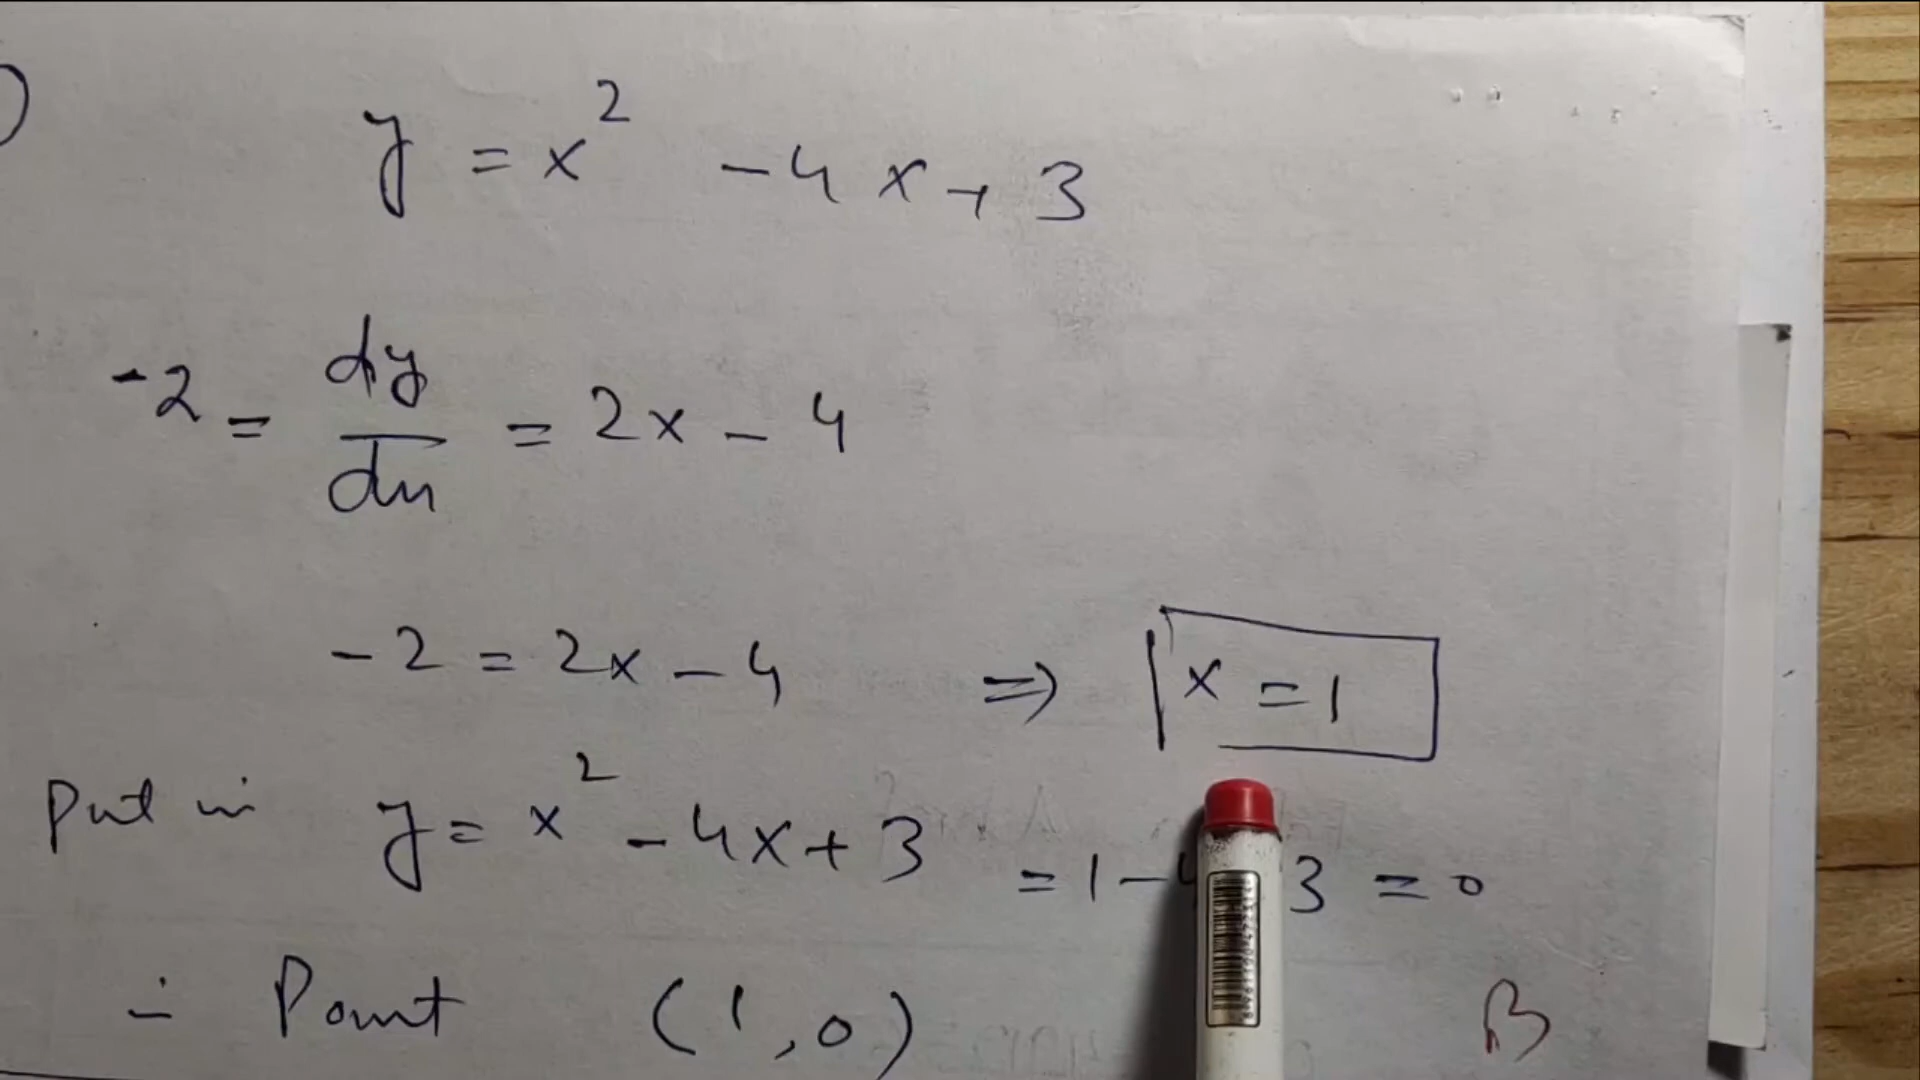 y = x² - 4x + 3
-2 = dy/dx = 2x - 4
-2 = 2x - 4 ⇒ x = 1
Put in y = x² - 4x + 3 = 1 - 4 3 = 0
∴ Point (1, 0) B